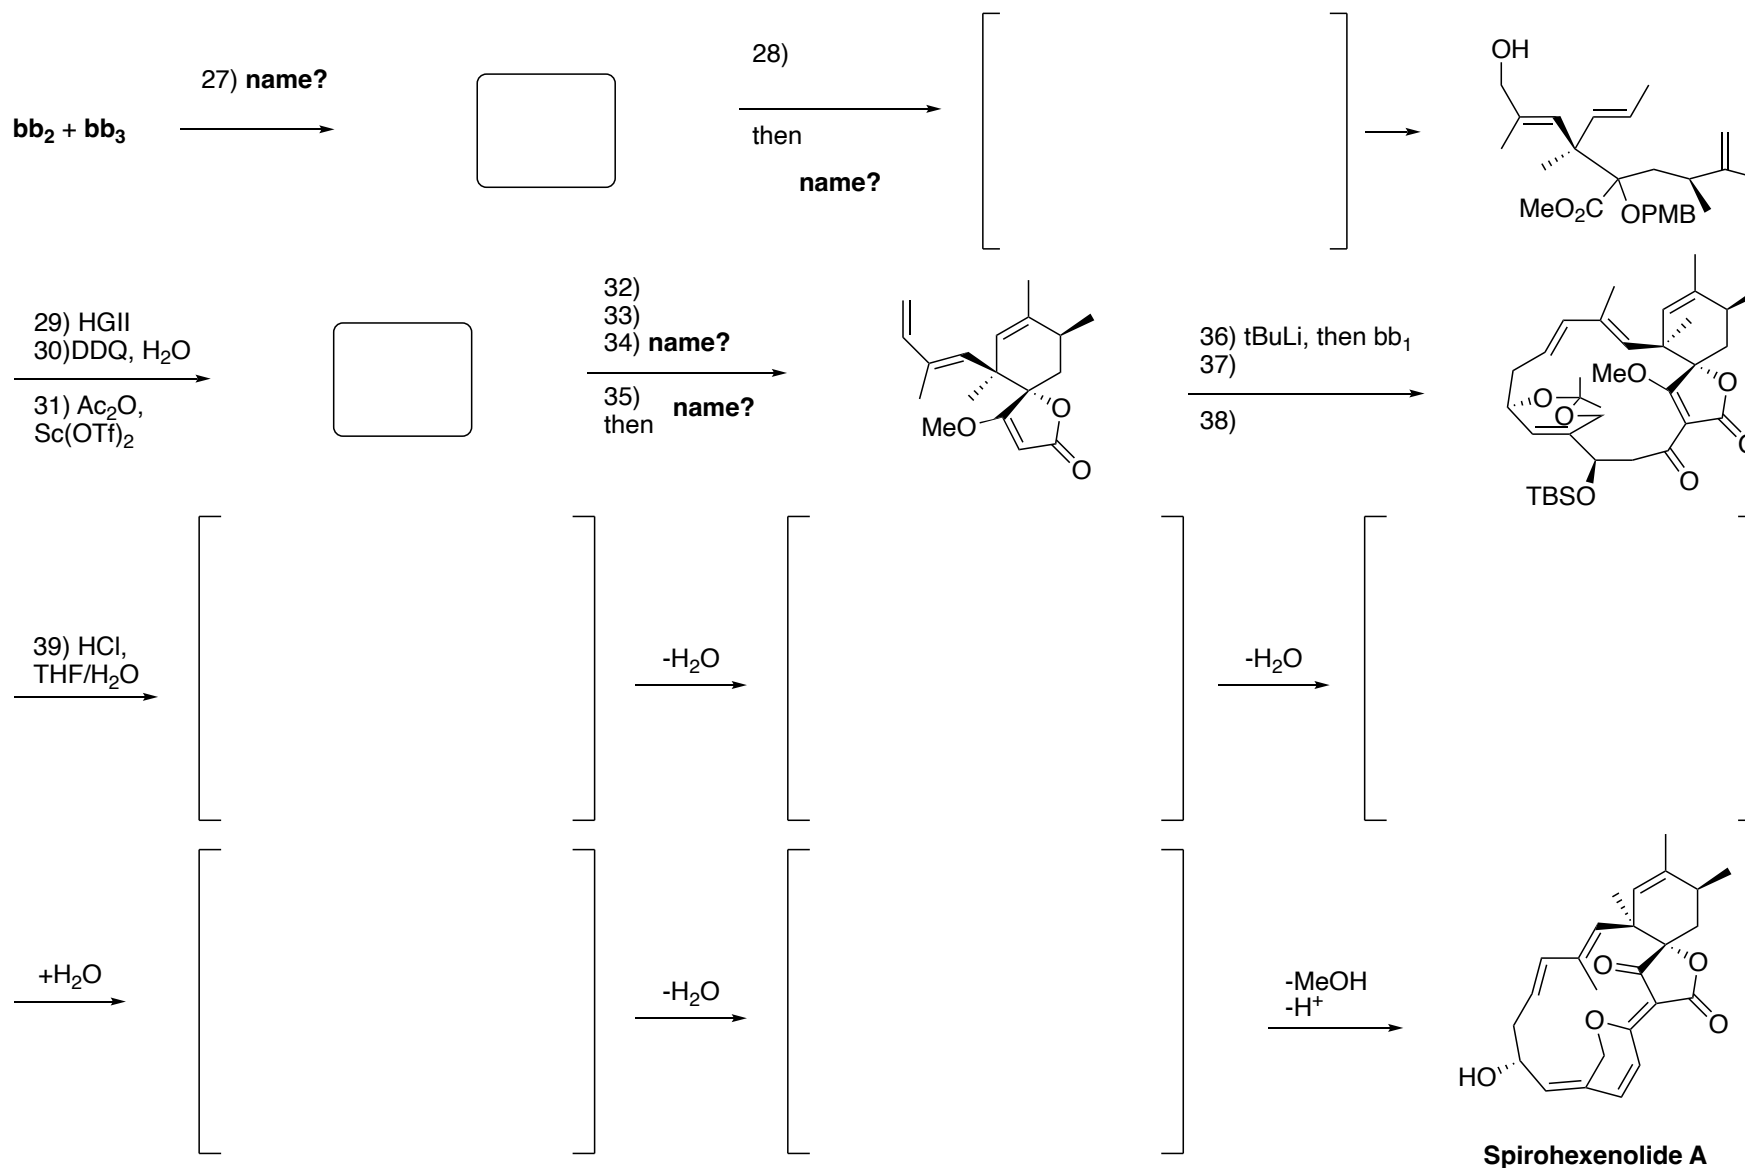 bb2 + bb3
27) name?
28)
then
name?
OH
MeO2C
OPMB
29) HGII
30)DDQ, H2O
31) Ac2O,
Sc(OTf)2
32)
33)
34) name?
35)
then
name?
MeO
O
O
36) tBuLi, then bb1
37)
38)
MeO
O
O
O
O
TBSO
O
39) HCl,
THF/H2O
-H2O
-H2O
+H2O
-H2O
-MeOH
-H+
O
O
O
O
HO
Spirohexenolide A